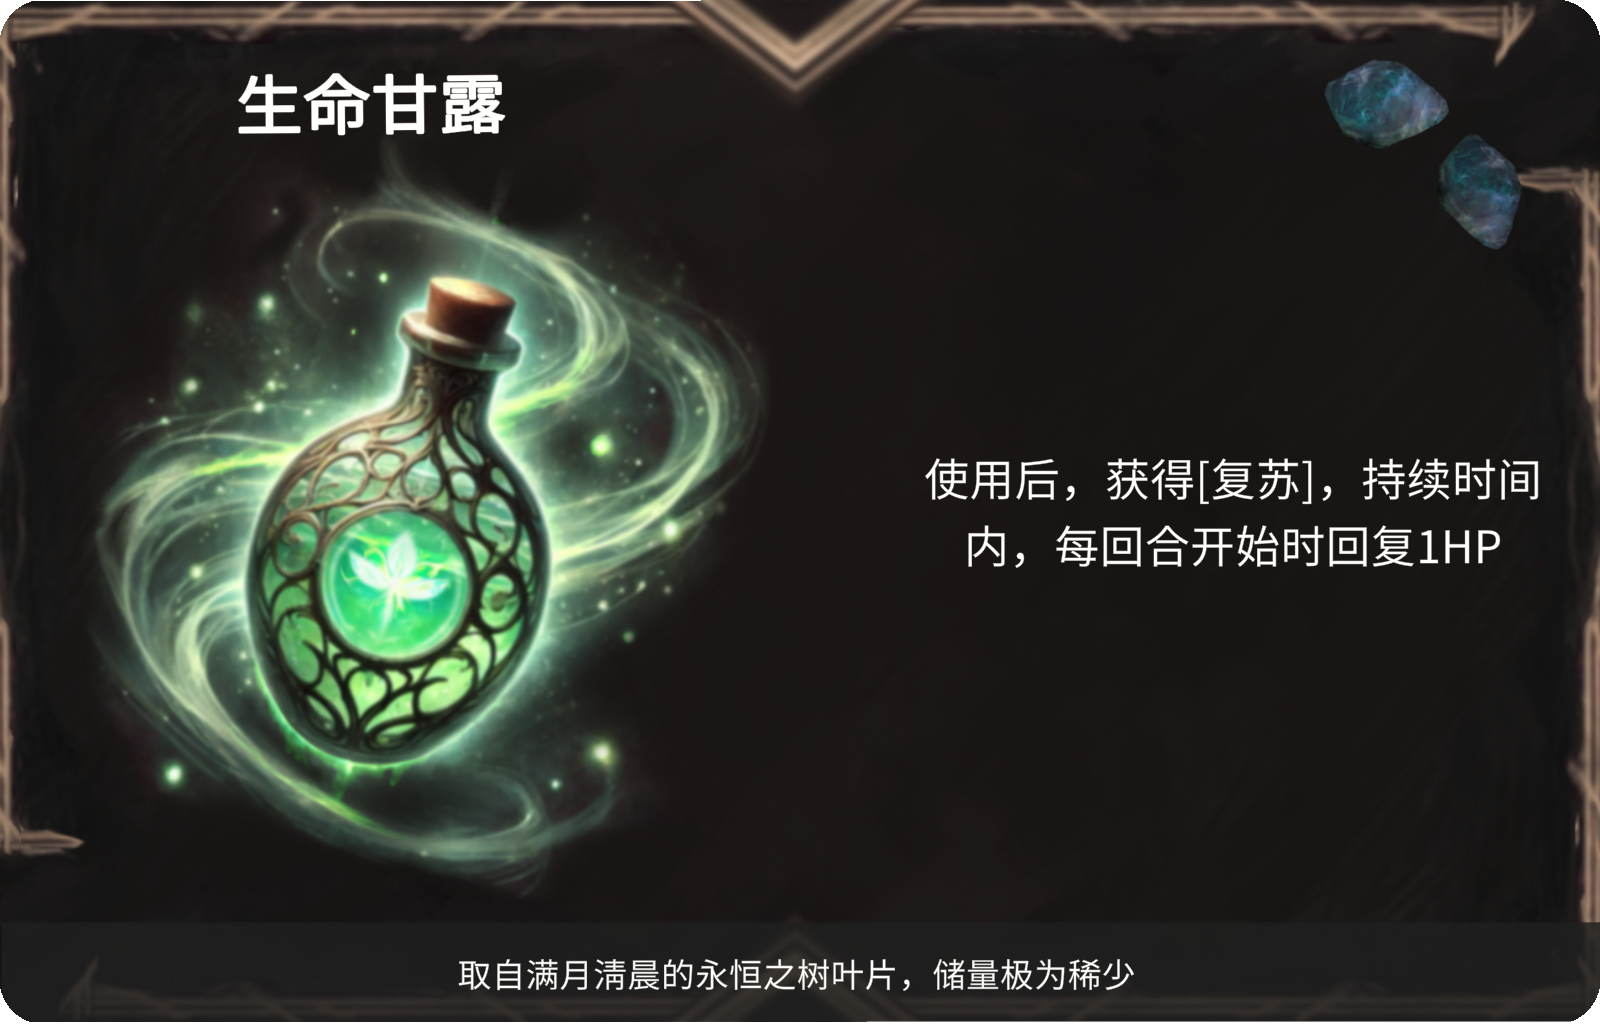 生命甘露
使用后，获得[复苏]，持续时间
内，每回合开始时回复1HP
取自满月清晨的永恒之树叶片，储量极为稀少